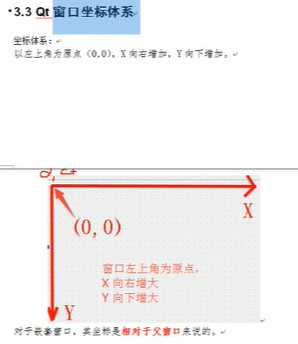 •3.3 Qt 窗口坐标体系
坐标体系：
以左上角为原点（0,0），X 向右增加，Y 向下增加。
X
(0,0)
窗口左上角为原点，
X 向右增大
Y 向下增大
Y
对于嵌套窗口，其坐标是相对于父窗口来说的。